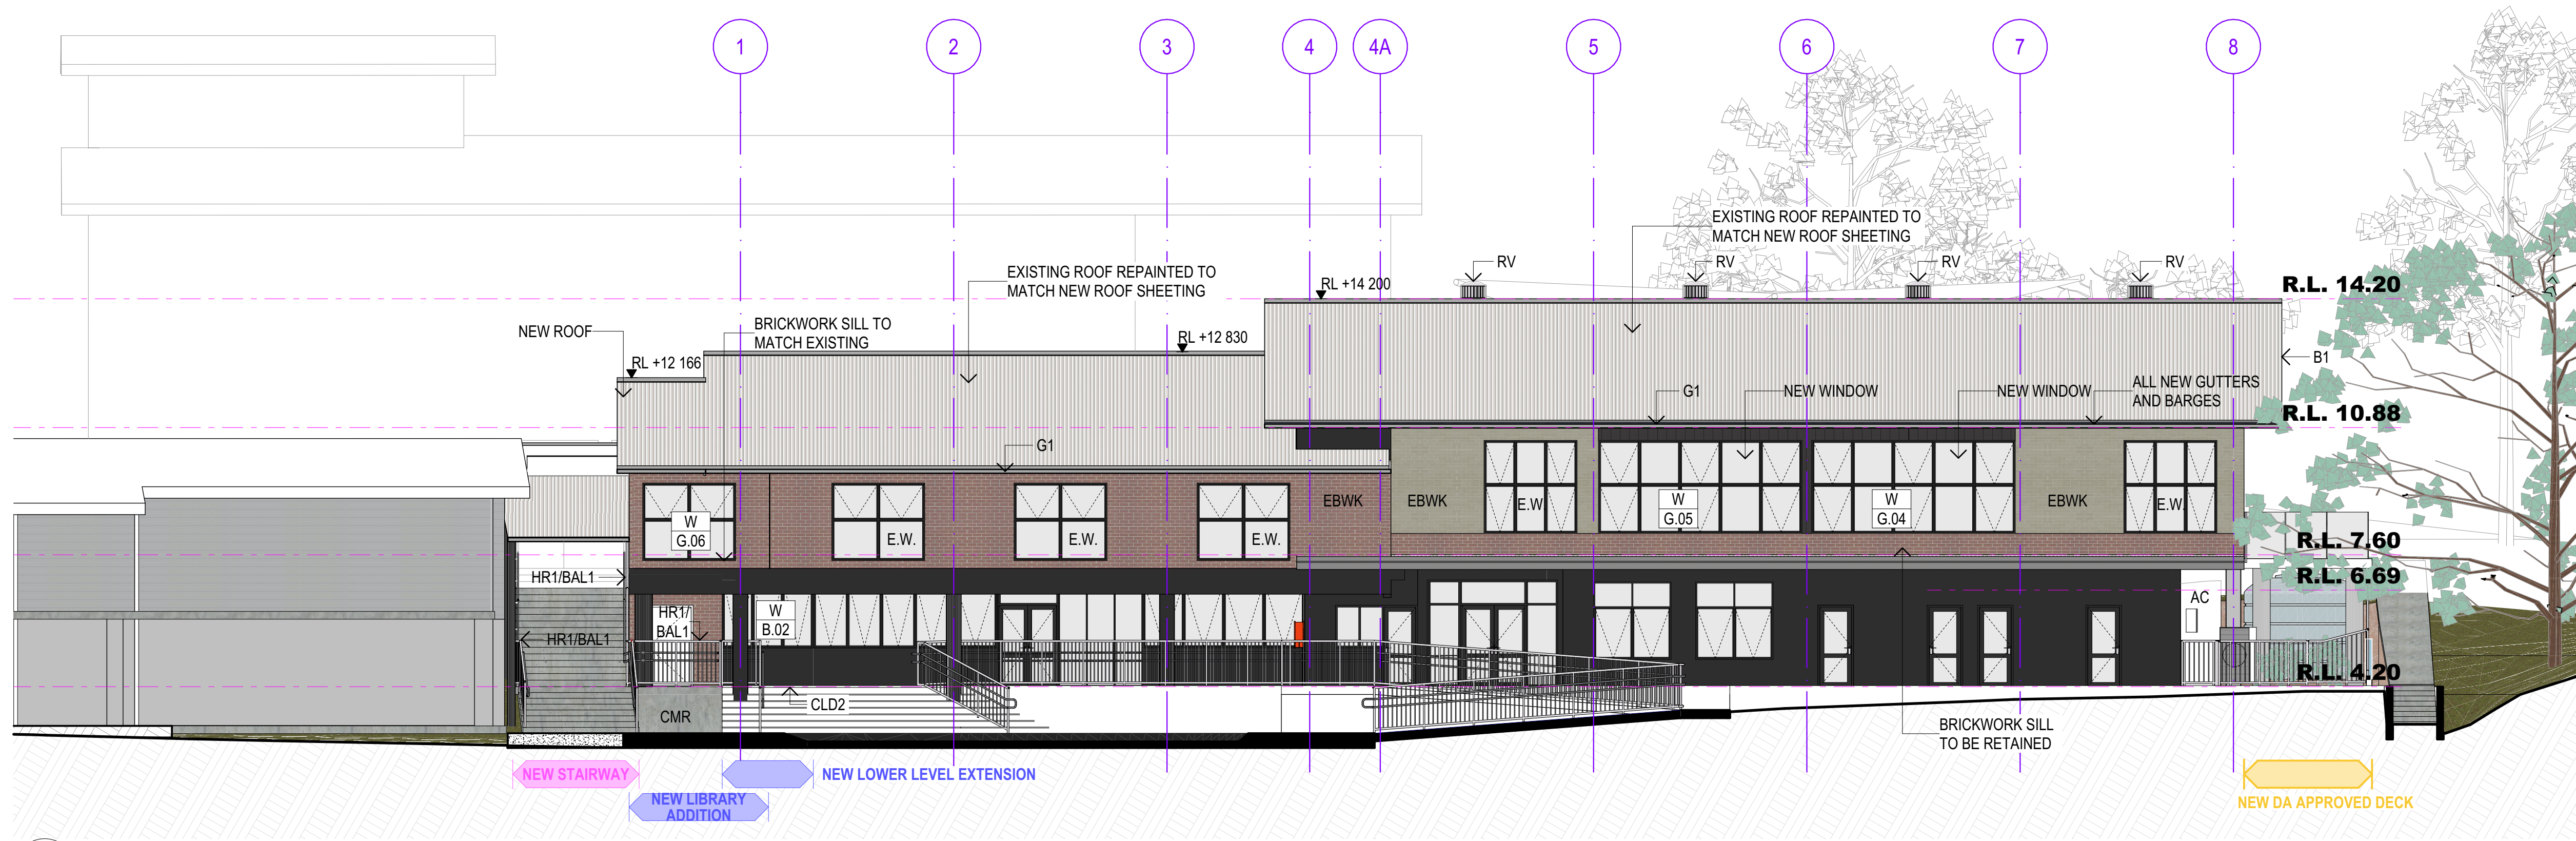 1
2
3
4
4A
5
6
7
8
EXISTING ROOF REPAINTED TO
MATCH NEW ROOF SHEETING
RV
RV
RV
RV
EXISTING ROOF REPAINTED TO
MATCH NEW ROOF SHEETING
RL +14 200
R.L. 14.20
NEW ROOF
BRICKWORK SILL TO
MATCH EXISTING
RL +12 830
RL +12 166
B1
G1
NEW WINDOW
NEW WINDOW
ALL NEW GUTTERS
AND BARGES
R.L. 10.88
G1
EBWK
EBWK
E.W.
W
G.05
W
G.04
EBWK
E.W.
W
G.06
E.W.
E.W.
E.W.
R.L. 7.60
HR1/BAL1
R.L. 6.69
HR1/
BAL1
W
B.02
AC
HR1/BAL1
R.L. 4.20
CLD2
CMR
BRICKWORK SILL
TO BE RETAINED
NEW STAIRWAY
NEW LOWER LEVEL EXTENSION
NEW LIBRARY
ADDITION
NEW DA APPROVED DECK